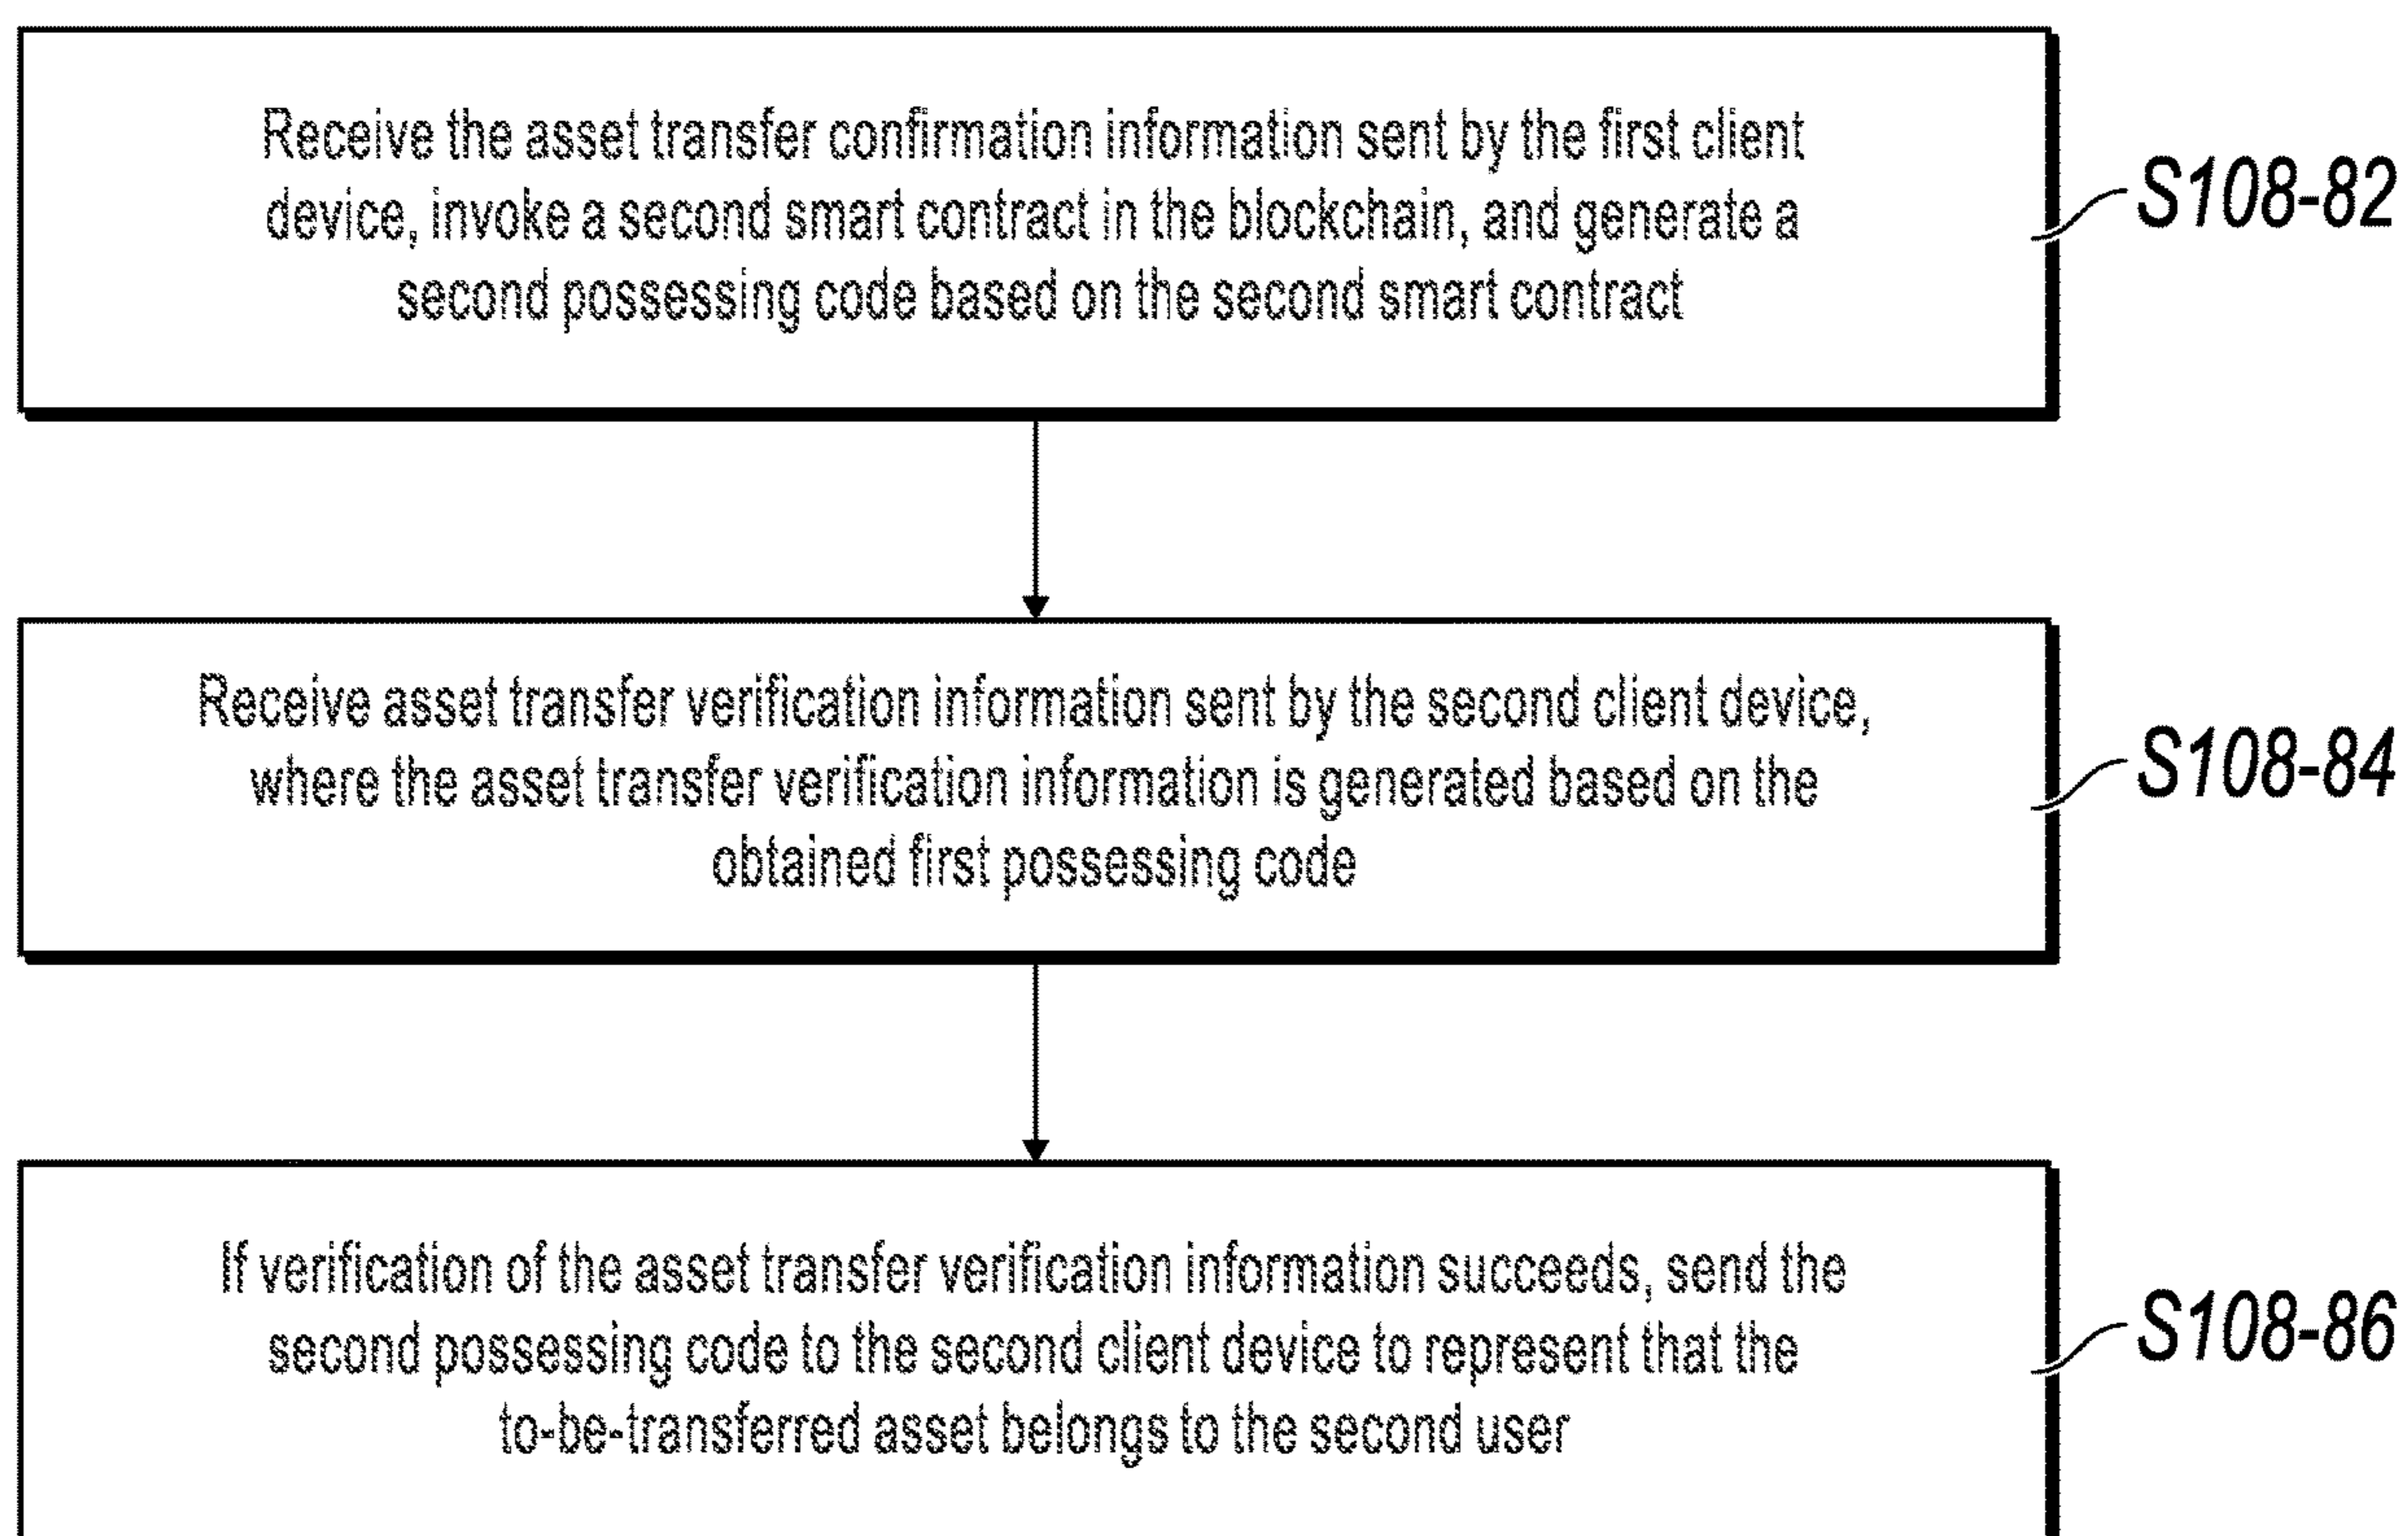 Receive the asset transfer confirmation information sent by the first client
device, invoke a second smart contract in the blockchain, and generate a
second possessing code based on the second smart contract
S108-82
Receive asset transfer verification information sent by the second client device,
where the asset transfer verification information is generated based on the
obtained first possessing code
S108-84
If verification of the asset transfer verification information succeeds, send the
second possessing code to the second client device to represent that the
to-be-transferred asset belongs to the second user
S108-86